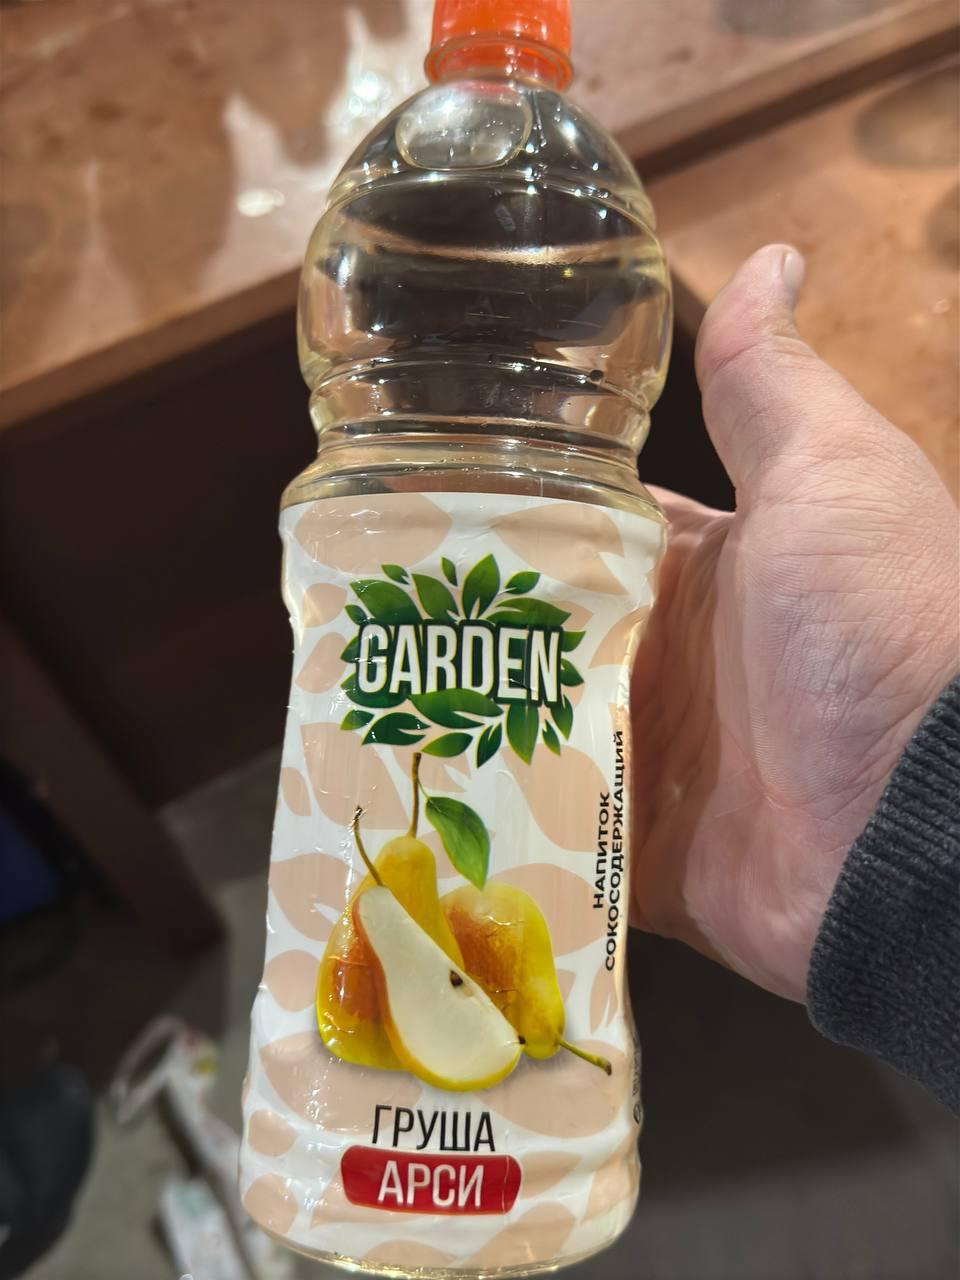 GARDEN
НАПИТОК
СОКОСОДЕРЖАЩИЙ
ГРУША
АРСИ